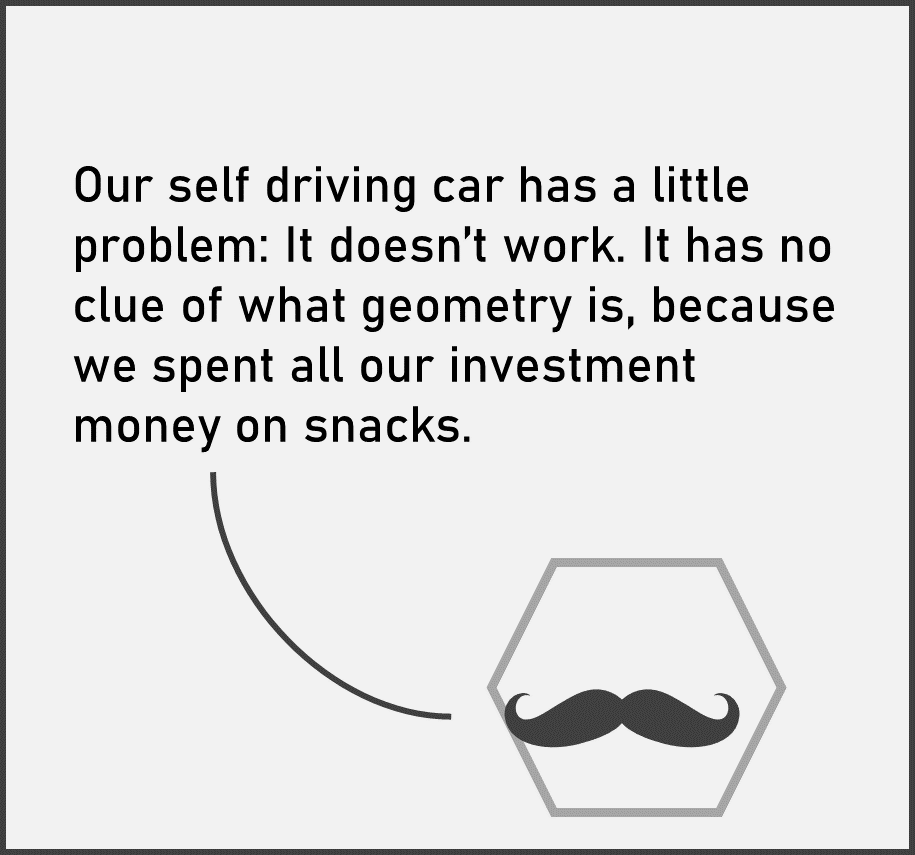 Our self driving car has a little
problem: It doesn’t work. It has no
clue of what geometry is, because
we spent all our investment
money on snacks.